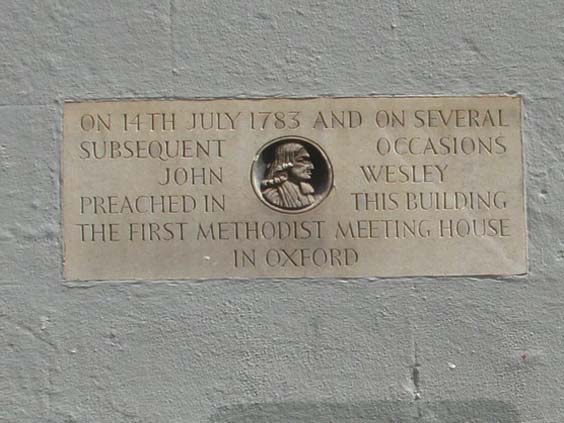 ON 14TH JULY 1783 AND ON SEVERAL
SUBSEQUENT OCCASIONS
JOHN WESLEY
PREACHED IN THIS BUILDING
THE FIRST METHODIST MEETING HOUSE
IN OXFORD